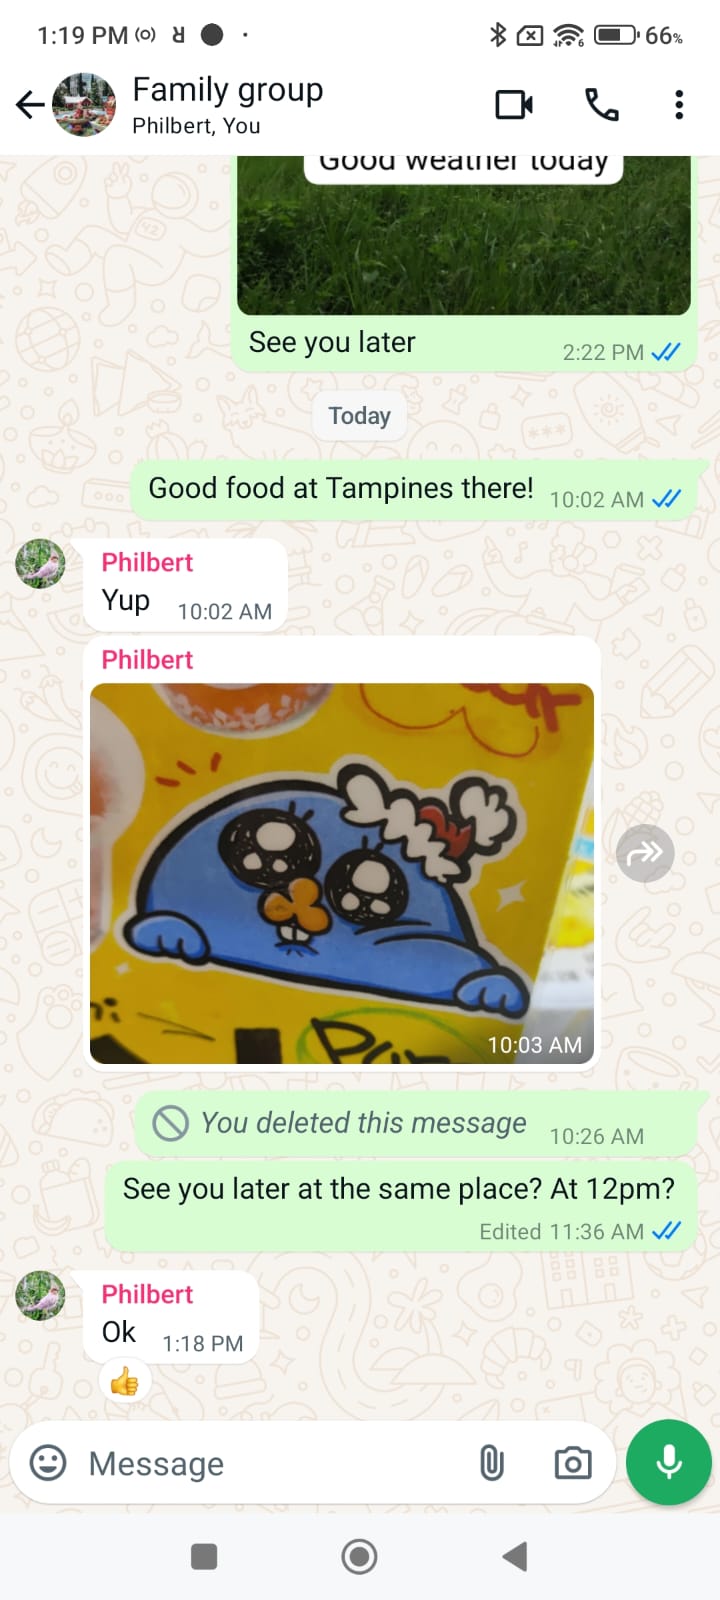 1:19 PM
66%
Family group
Philbert, You
Good weather today
See you later
2:22 PM
Today
Good food at Tampines there!
10:02 AM
Philbert
Yup
10:02 AM
Philbert
10:03 AM
You deleted this message
10:26 AM
See you later at the same place? At 12pm?
Edited 11:36 AM
Philbert
Ok
1:18 PM
Message